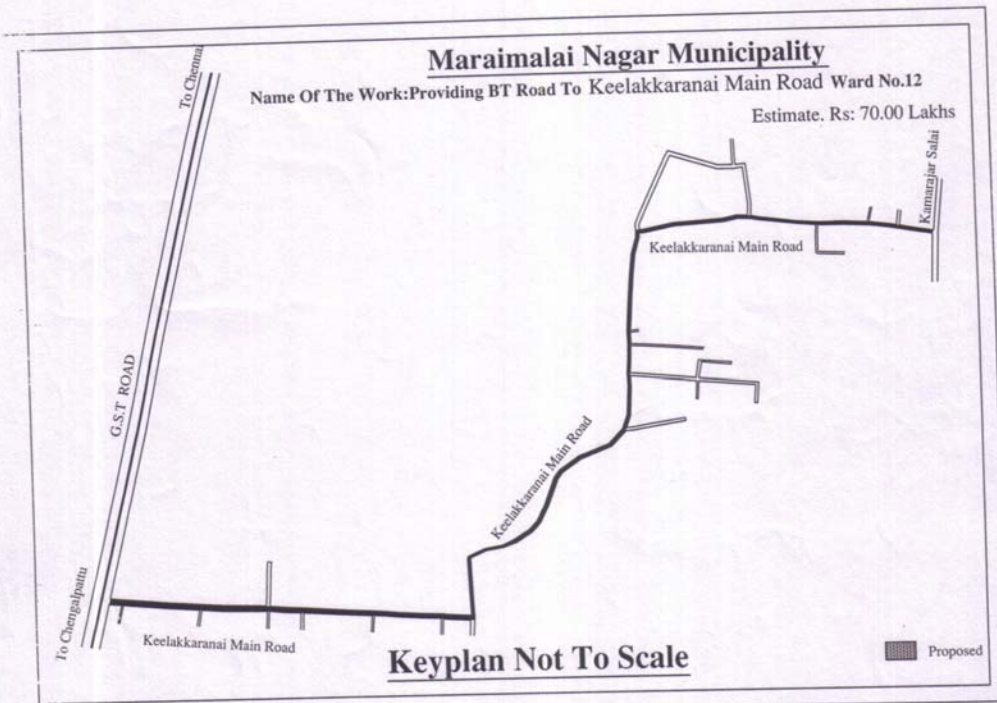 Maraimalai Nagar Municipality
Name Of The Work:Providing BT Road To Keelakkaranai Main Road Ward No.12
Estimate. Rs: 70.00 Lakhs
To Chennai
Kamarajar Salai
Keelakkaranai Main Road
G.S.T ROAD
Keelakkaranai Main Road
To Chengalpattu
Keelakkaranai Main Road
Keyplan Not To Scale
Proposed